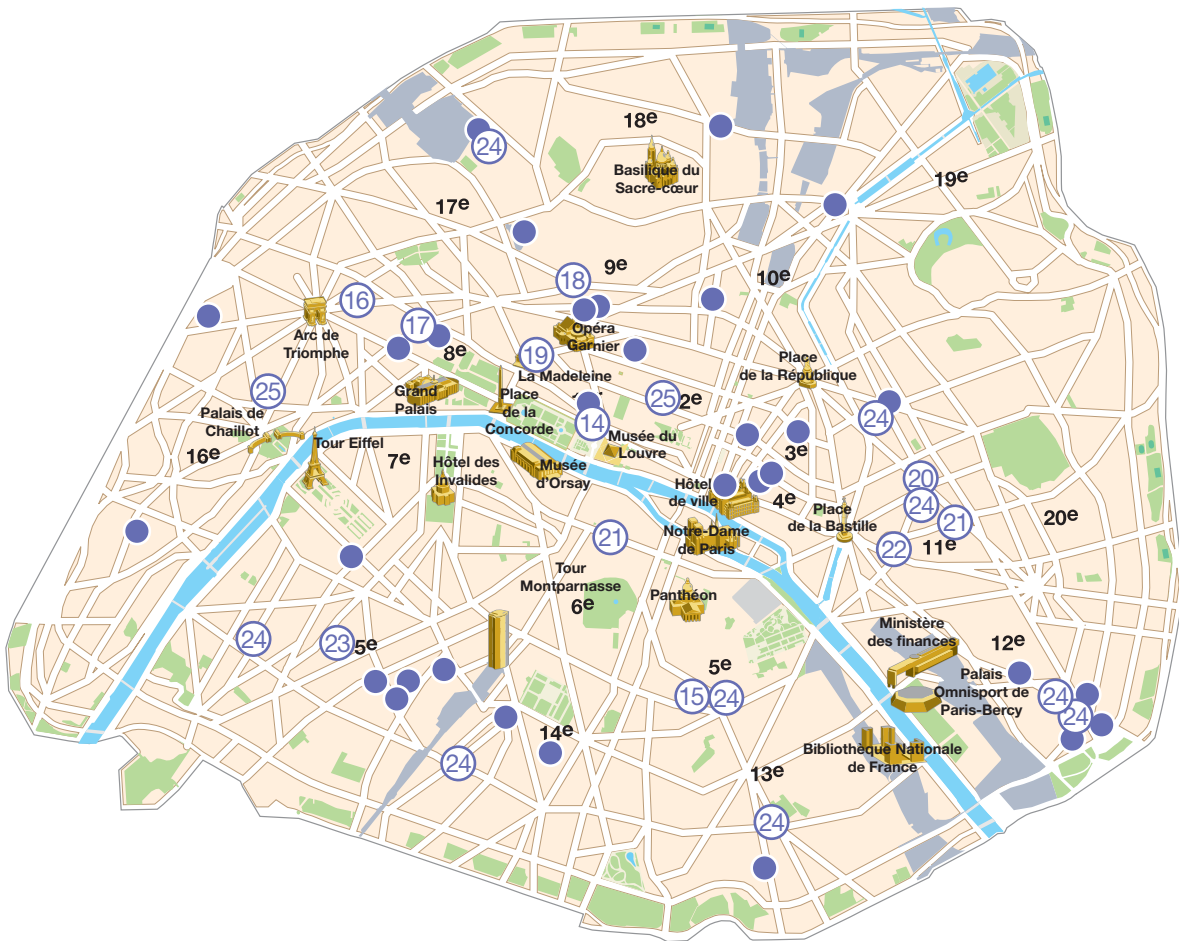 18e
24
Basilique du
Sacré-cœur
19e
17e
9e
10e
18
16
17
Arc de
Triomphe
8e
Opéra
Garnier
19
La Madeleine
Place
de la République
25
Grand
Palais
Place
de la
Concorde
25
2e
Palais de
Chaillot
14
24
Tour Eiffel
Musée du
Louvre
3e
16e
7e
Hôtel des
Invalides
Musée
d'Orsay
20
Hôtel
de ville
4e
24
Place
de la Bastille
21
20e
21
Notre-Dame
de Paris
22
11e
Tour
Montparnasse
6e
Panthéon
Ministère
des finances
24
23
5e
12e
5e
Palais
Omnisport de
Paris-Bercy
15
24
24
24
14e
Bibliothèque Nationale
de France
24
13e
24